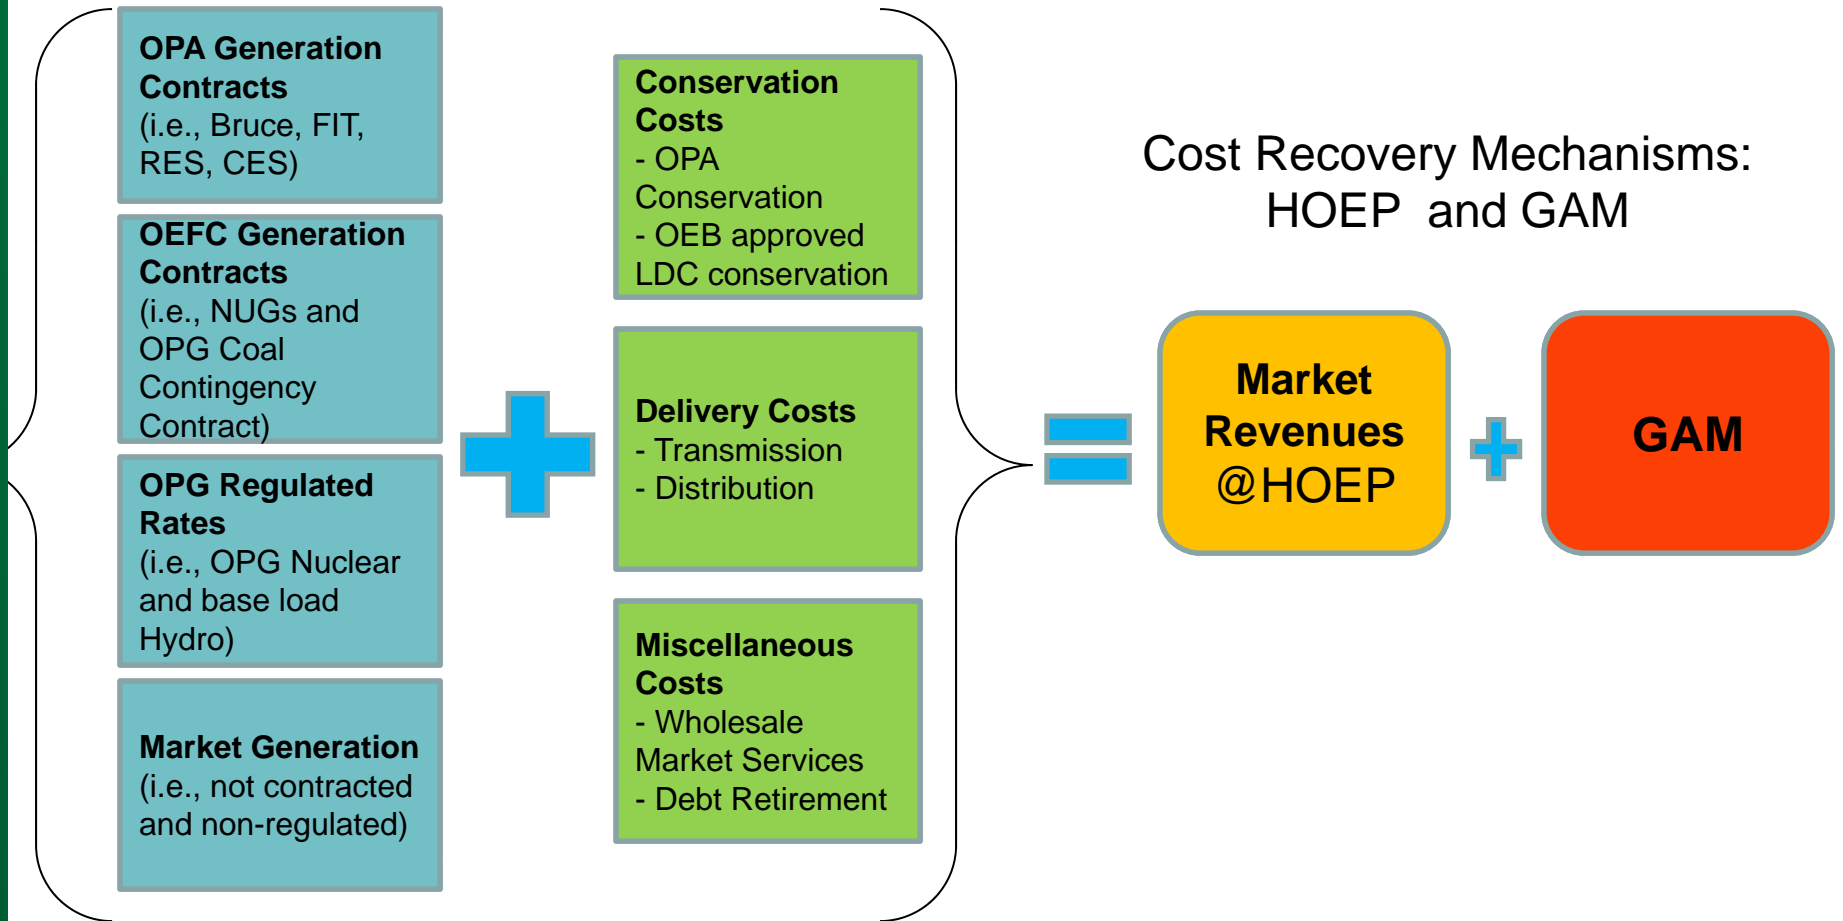 OPA Generation
Contracts
(i.e., Bruce, FIT,
RES, CES)
OEFC Generation
Contracts
(i.e., NUGs and
OPG Coal
Contingency
Contract)
OPG Regulated
Rates
(i.e., OPG Nuclear
and base load
Hydro)
Market Generation
(i.e., not contracted
and non-regulated)
Conservation
Costs
- OPA
Conservation
- OEB approved
LDC conservation
Delivery Costs
- Transmission
- Distribution
Miscellaneous
Costs
- Wholesale
Market Services
- Debt Retirement
Cost Recovery Mechanisms:
HOEP and GAM
Market
Revenues
@HOEP
GAM